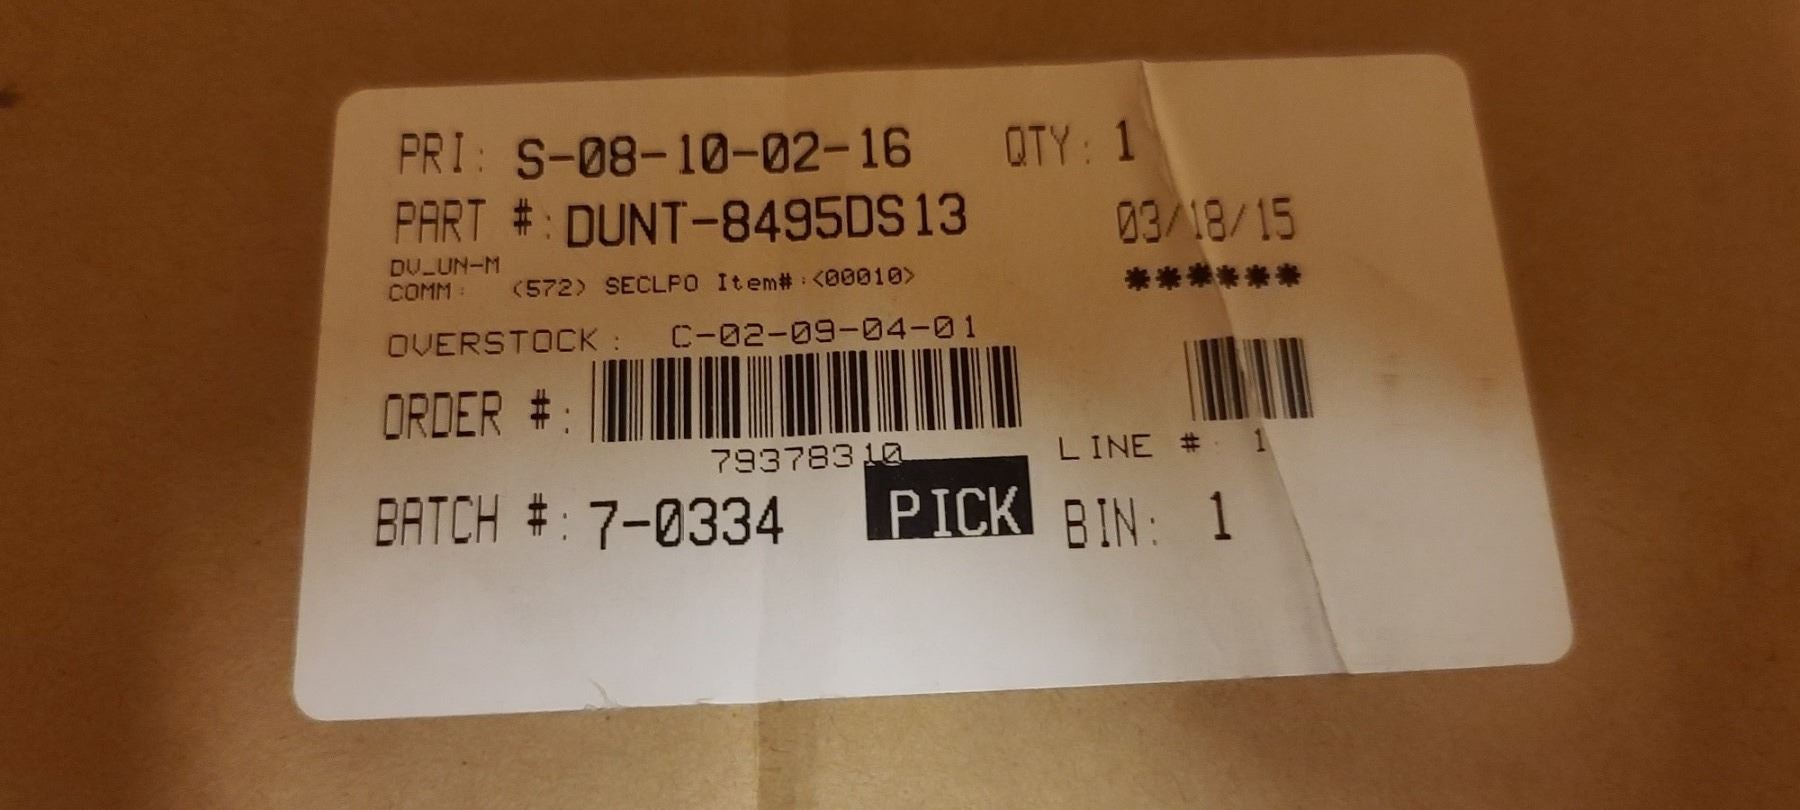 PRI: S-08-10-02-16 QTY: 1
PART #: DUNT-8495DS13 03/18/15
DV_UN-M
COMM: (572) SECLPO Item#:<00010> ******
OVERSTOCK: C-02-09-04-01
ORDER #:
79378310 LINE # 1
BATCH #: 7-0334 PICK BIN: 1